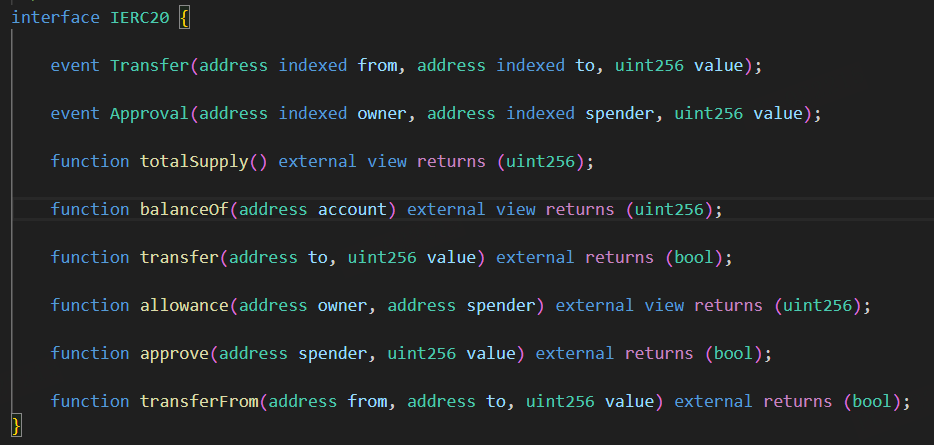 interface IERC20 {
event Transfer(address indexed from, address indexed to, uint256 value);
event Approval(address indexed owner, address indexed spender, uint256 value);
function totalSupply() external view returns (uint256);
function balanceOf(address account) external view returns (uint256);
function transfer(address to, uint256 value) external returns (bool);
function allowance(address owner, address spender) external view returns (uint256);
function approve(address spender, uint256 value) external returns (bool);
function transferFrom(address from, address to, uint256 value) external returns (bool);
}